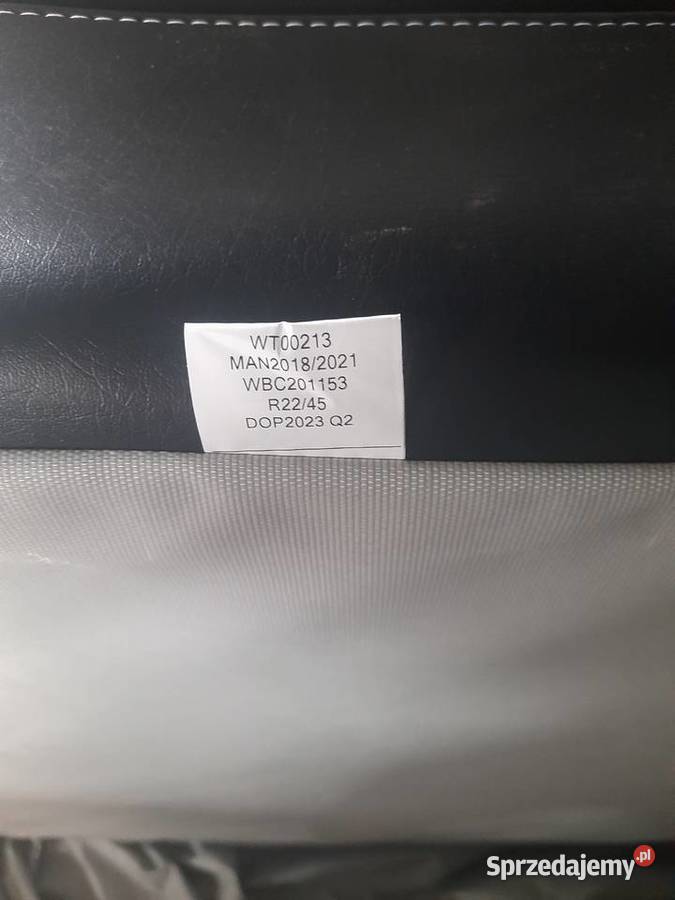 WT00213
MAN2018/2021
WBC201153
R22/45
DOP2023 Q2
Sprzedajemy.pl